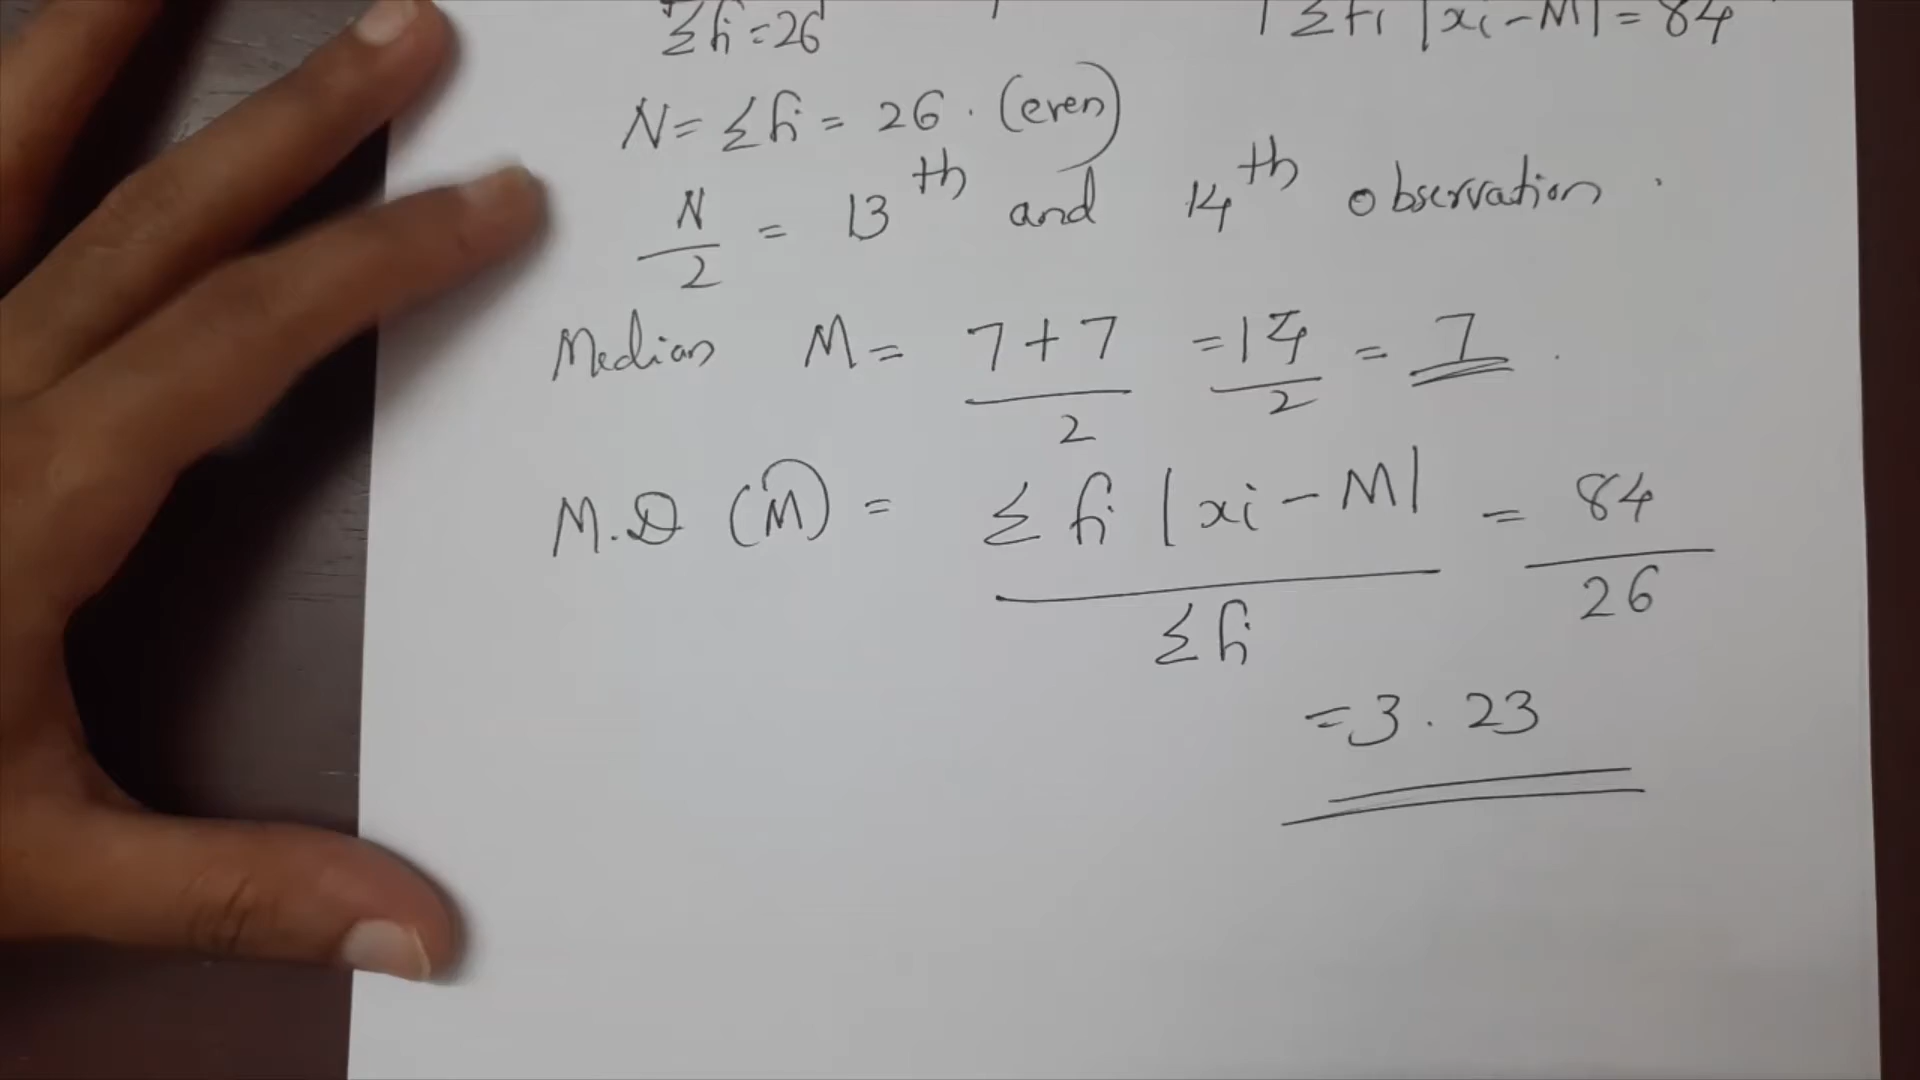 Σfi = 26 | Σfi |xi - M| = 84
N = Σfi = 26. (even)
N/2 = 13th and 14th observation.
Median M = 7+7/2 = 14/2 = 7.
M.D (M) = Σfi |xi - M| / Σfi = 84/26
= 3.23